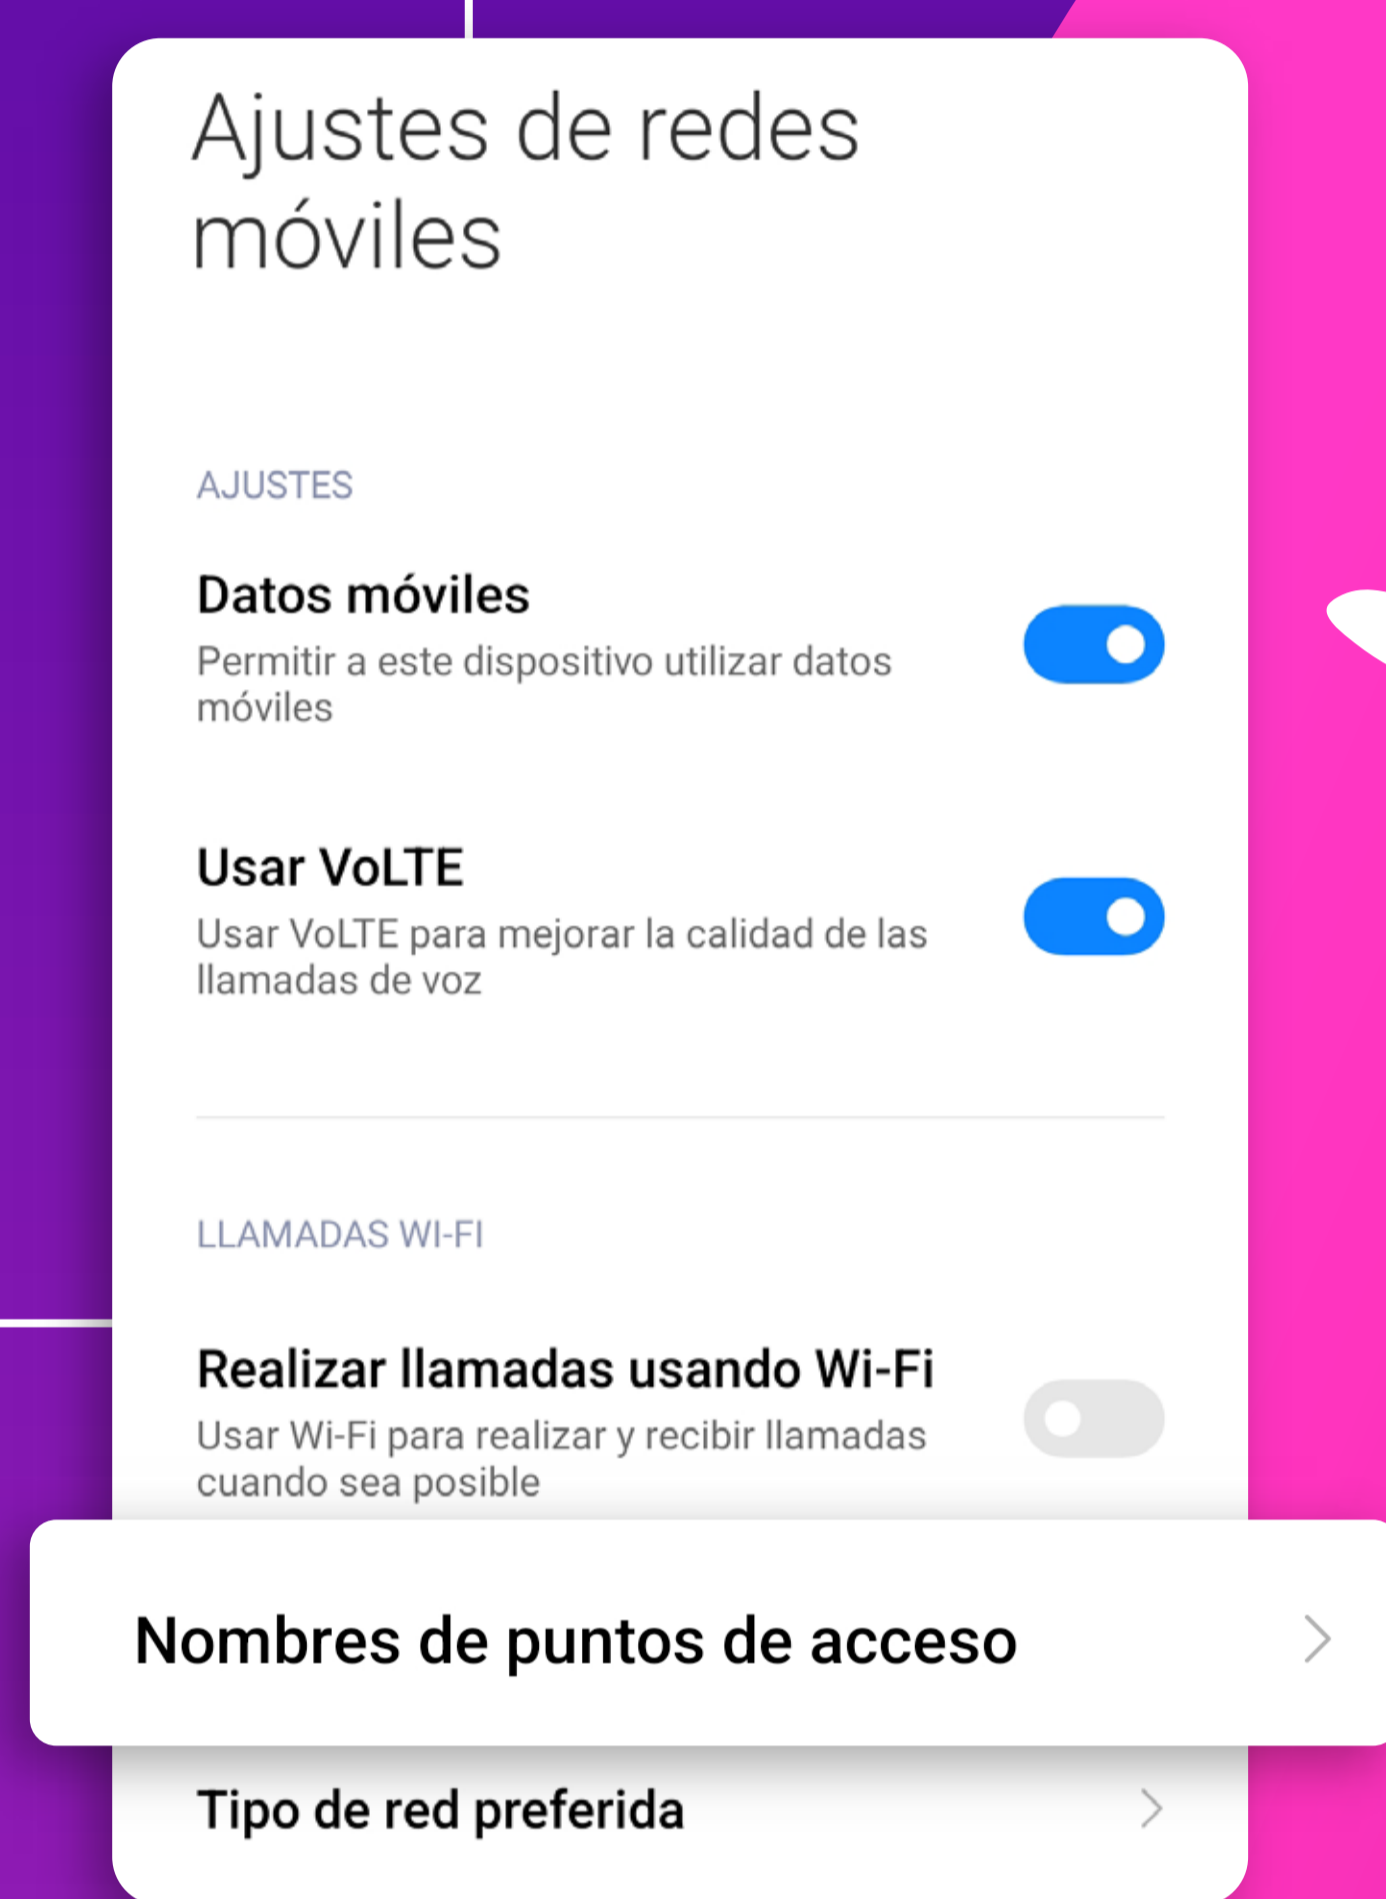 Ajustes de redes
móviles
AJUSTES
Datos móviles
Permitir a este dispositivo utilizar datos
móviles
Usar VoLTE
Usar VoLTE para mejorar la calidad de las
llamadas de voz
LLAMADAS WI-FI
Realizar llamadas usando Wi-Fi
Usar Wi-Fi para realizar y recibir llamadas
cuando sea posible
Nombres de puntos de acceso
Tipo de red preferida